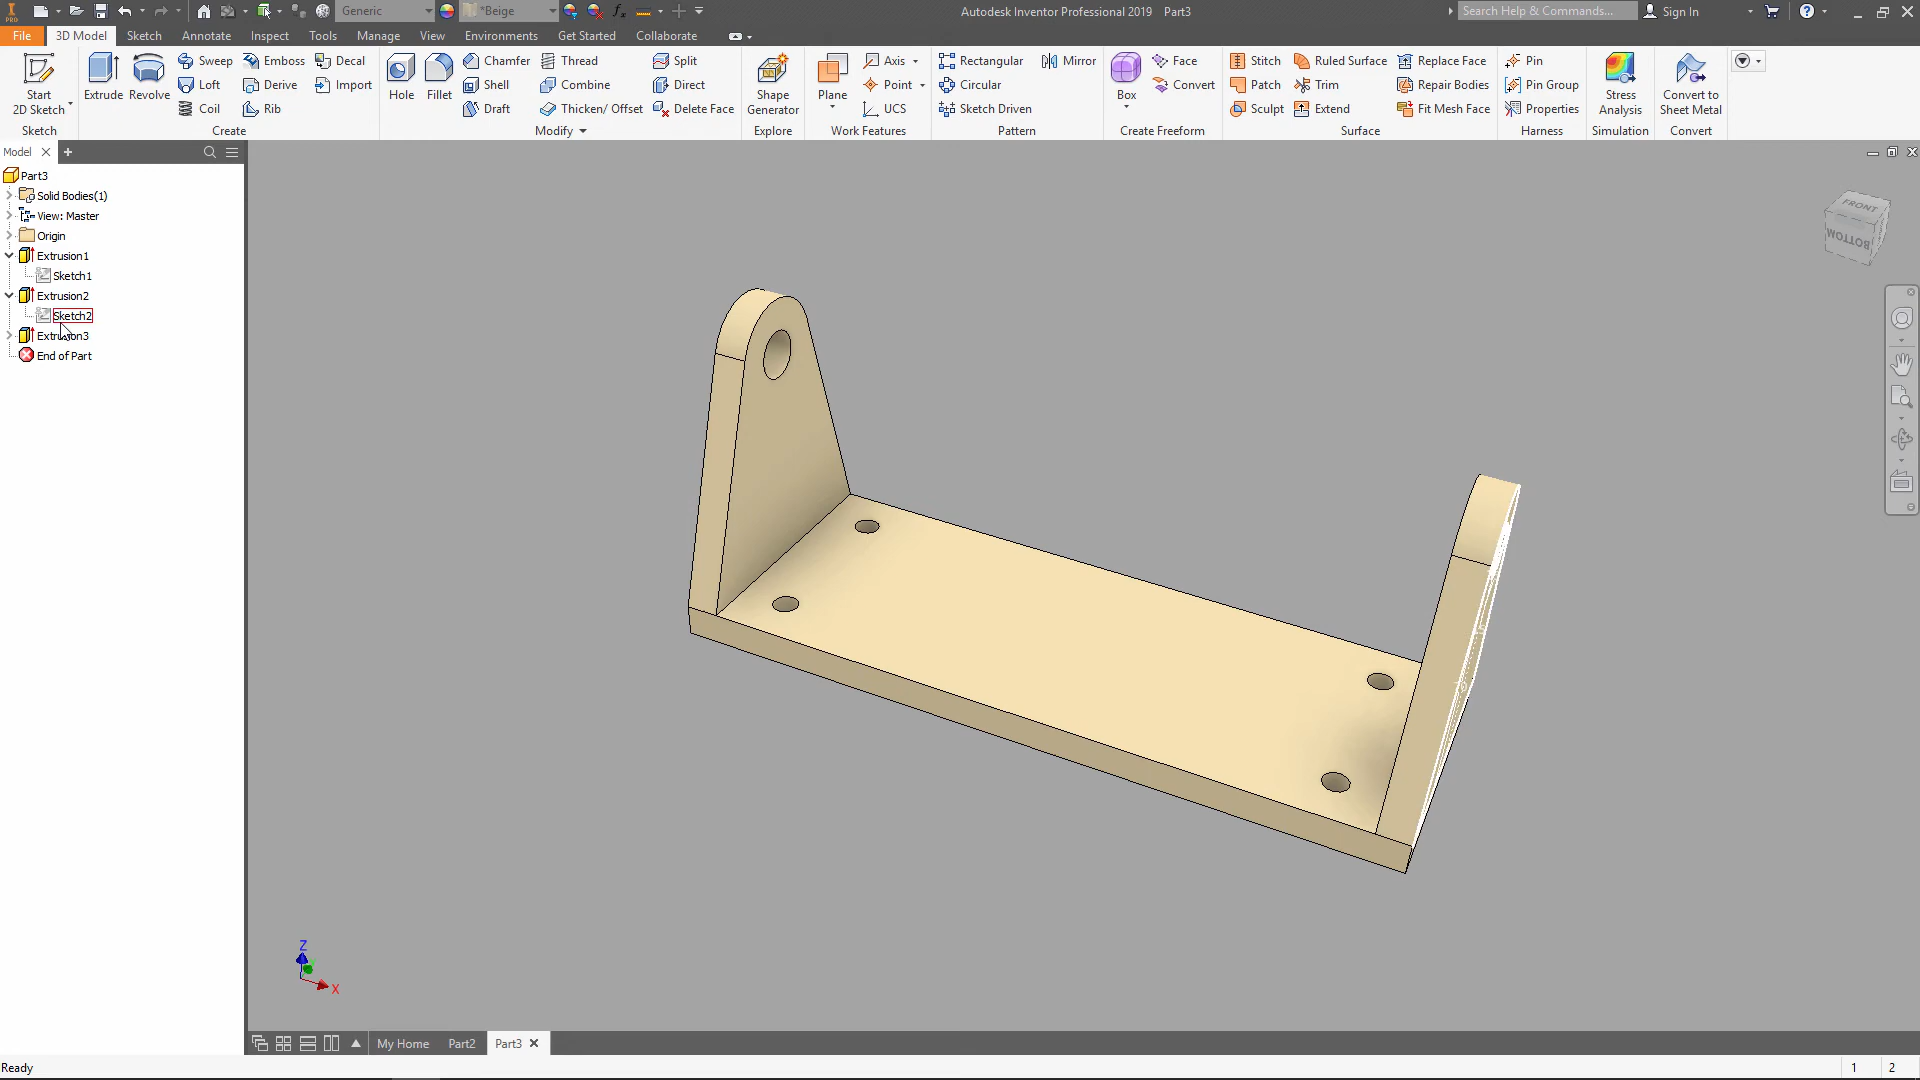 PRO
Generic
*Beige
fx
Autodesk Inventor Professional 2019 Part3
Search Help & Commands...
Sign In
File 3D Model Sketch Annotate Inspect Tools Manage View Environments Get Started Collaborate
Start
2D Sketch
Sketch
Extrude
Revolve
Sweep
Emboss
Decal
Loft
Derive
Import
Coil
Rib
Create
Hole
Fillet
Chamfer
Thread
Split
Shell
Combine
Direct
Draft
Thicken/ Offset
Delete Face
Modify
Shape
Generator
Explore
Plane
Axis
Point
UCS
Work Features
Rectangular
Mirror
Circular
Sketch Driven
Pattern
Box
Face
Convert
Create Freeform
Stitch
Ruled Surface
Replace Face
Patch
Trim
Repair Bodies
Sculpt
Extend
Fit Mesh Face
Surface
Pin
Pin Group
Properties
Harness
Stress
Analysis
Simulation
Convert to
Sheet Metal
Convert
Model
Part3
Solid Bodies(1)
View: Master
Origin
Extrusion1
Sketch1
Extrusion2
Sketch2
Extrusion3
End of Part
FRONT
BOTTOM
Z
X
My Home Part2 Part3
Ready
1 2